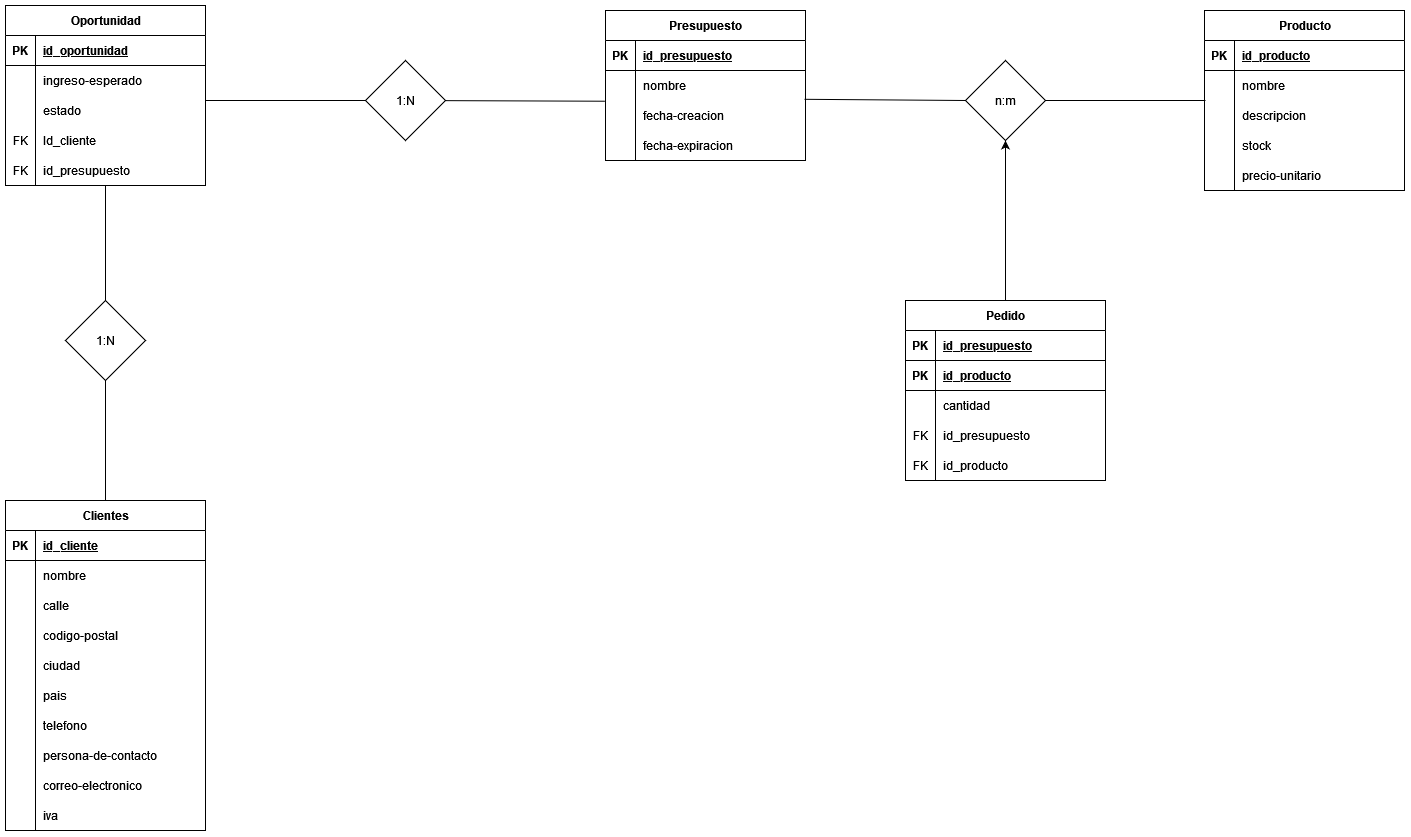 Oportunidad
PK id_oportunidad
ingreso-esperado
estado
FK Id_cliente
FK id_presupuesto
1:N
Presupuesto
PK id_presupuesto
nombre
fecha-creacion
fecha-expiracion
n:m
Producto
PK id_producto
nombre
descripcion
stock
precio-unitario
1:N
Pedido
PK id_presupuesto
PK id_producto
cantidad
FK id_presupuesto
FK id_producto
Clientes
PK id_cliente
nombre
calle
codigo-postal
ciudad
pais
telefono
persona-de-contacto
correo-electronico
iva